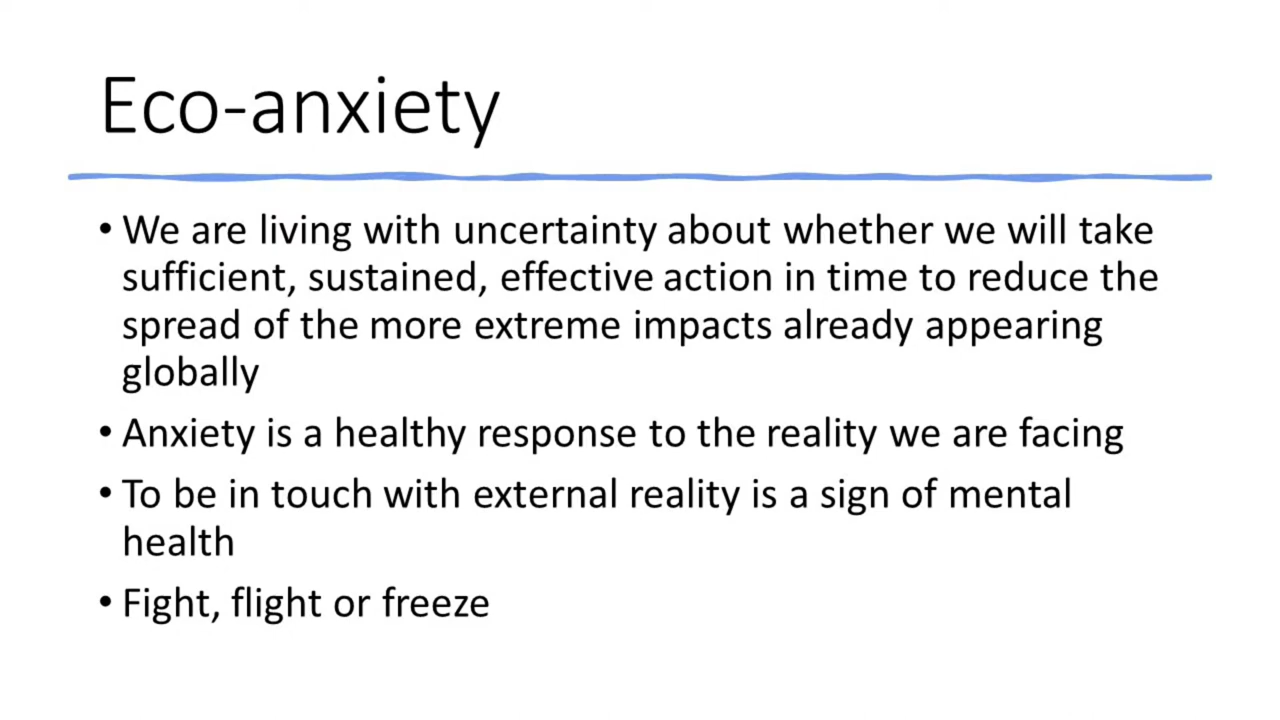 Eco-anxiety
• We are living with uncertainty about whether we will take
sufficient, sustained, effective action in time to reduce the
spread of the more extreme impacts already appearing
globally
• Anxiety is a healthy response to the reality we are facing
• To be in touch with external reality is a sign of mental
health
• Fight, flight or freeze